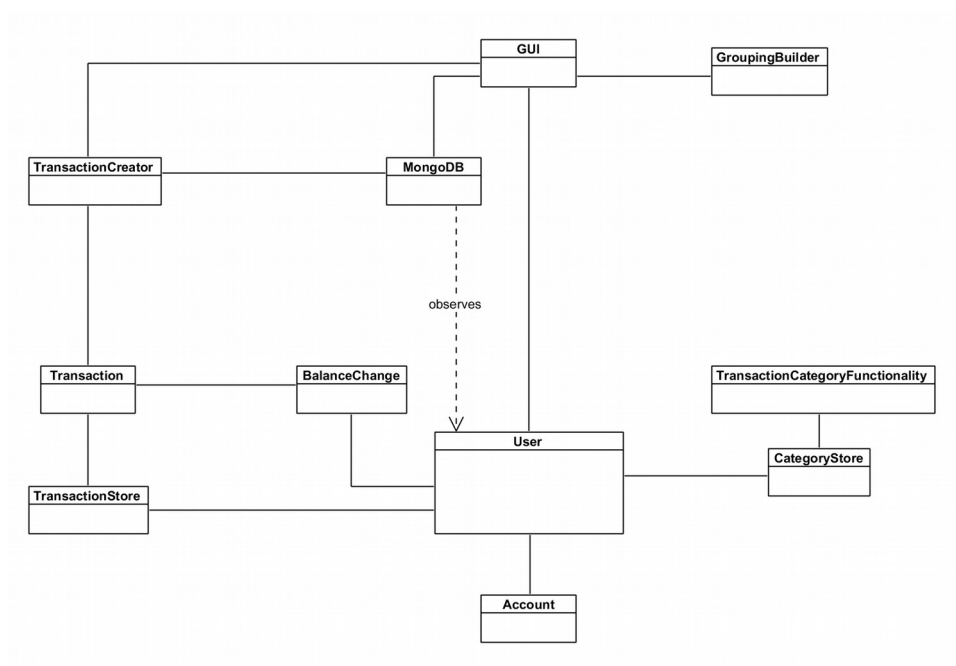 GUI
GroupingBuilder
TransactionCreator
MongoDB
observes
Transaction
BalanceChange
TransactionCategoryFunctionality
User
CategoryStore
TransactionStore
Account